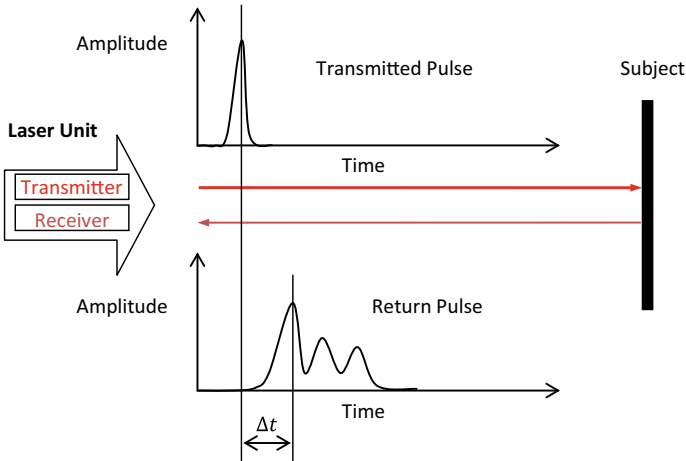 Amplitude
Transmitted Pulse
Subject
Laser Unit
Time
Transmitter
Receiver
Amplitude
Return Pulse
Time
Δt